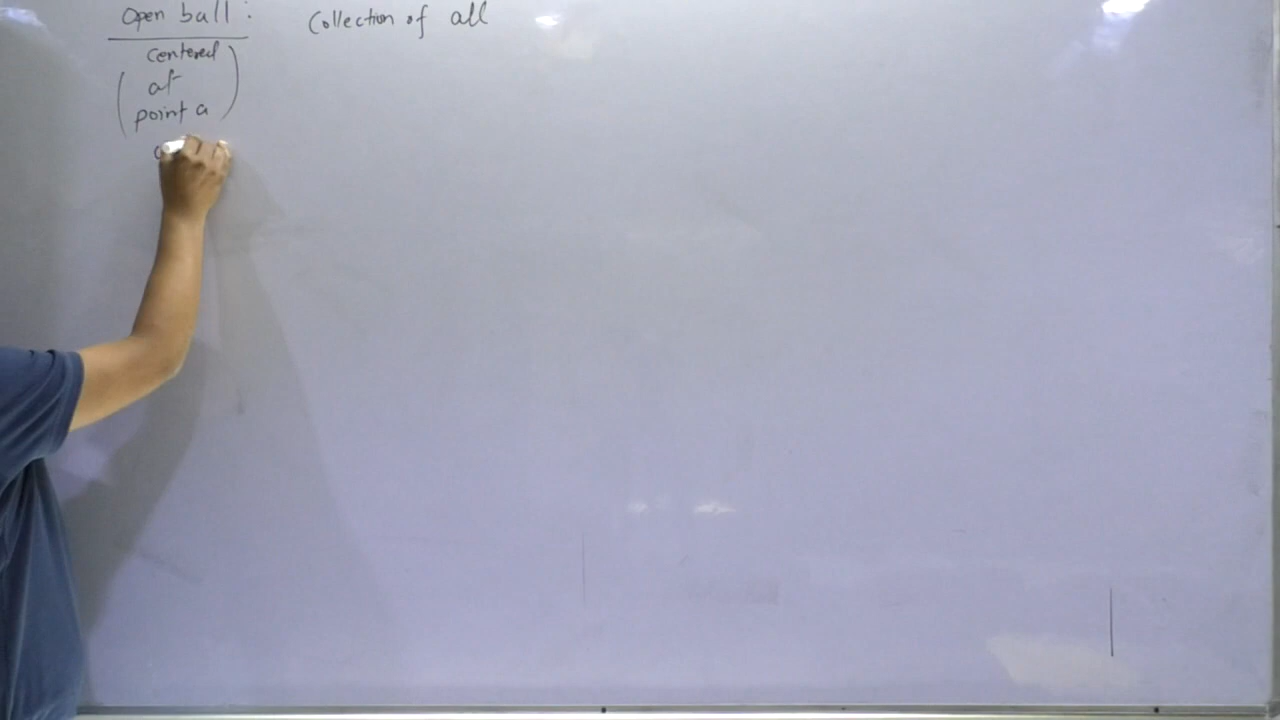 Open ball : Collection of all
(centered
at
point a)